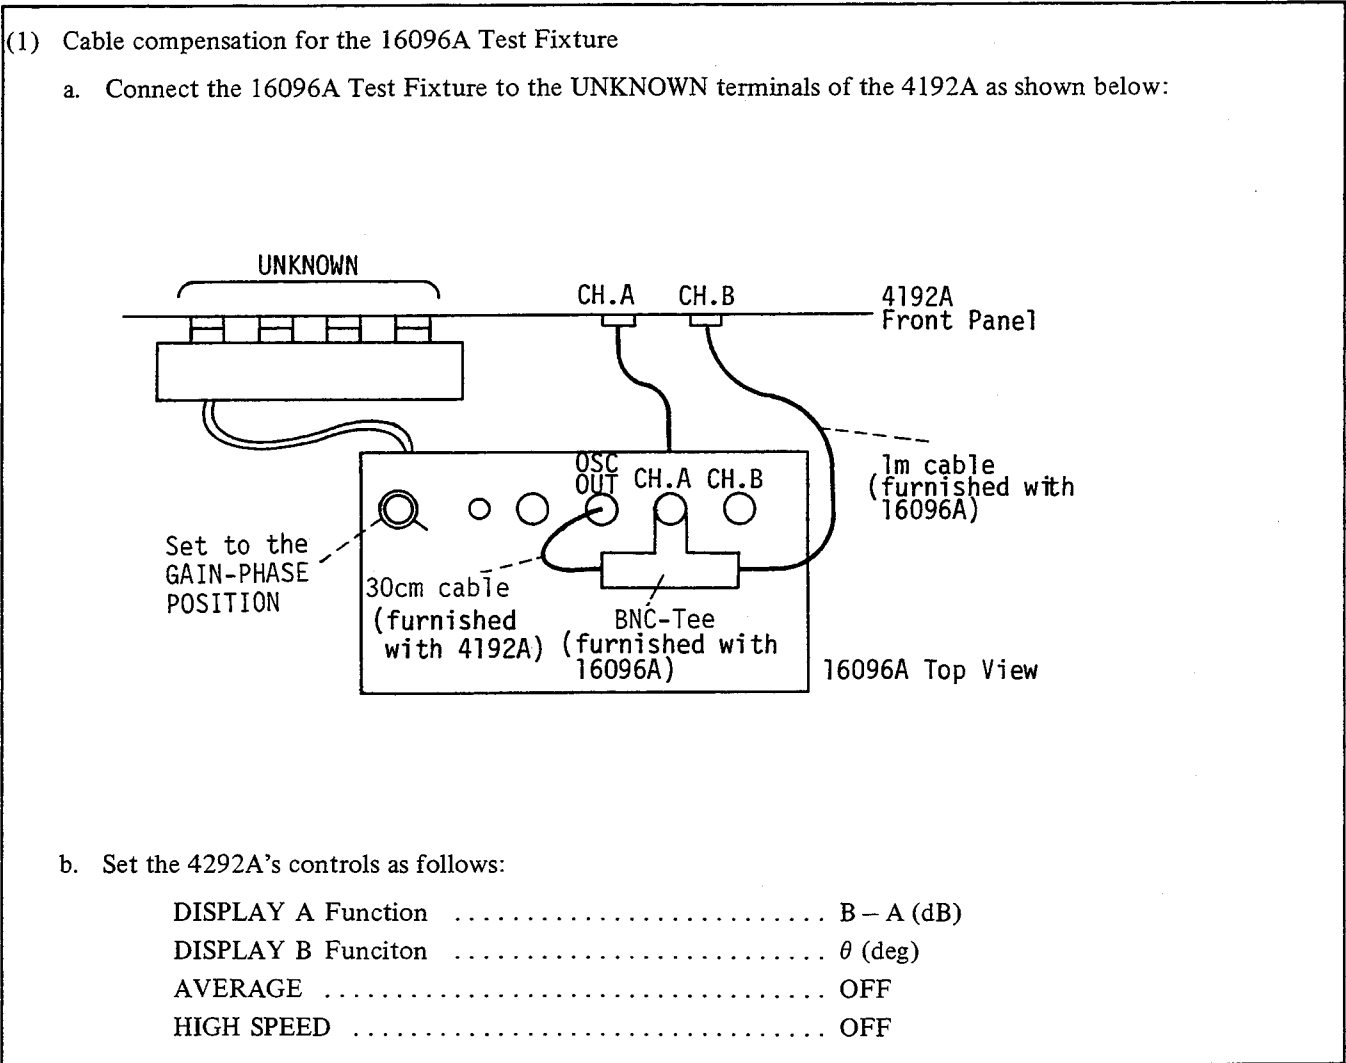 (1) Cable compensation for the 16096A Test Fixture
a. Connect the 16096A Test Fixture to the UNKNOWN terminals of the 4192A as shown below:
UNKNOWN
CH.A CH.B
4192A
Front Panel
OSC
OUT CH.A CH.B
1m cable
(furnished with
16096A)
Set to the
GAIN-PHASE
POSITION
30cm cable
(furnished
with 4192A)
BNC-Tee
(furnished with
16096A)
16096A Top View
b. Set the 4292A's controls as follows:
DISPLAY A Function .......................... B – A (dB)
DISPLAY B Funciton .......................... θ (deg)
AVERAGE ................................... OFF
HIGH SPEED ................................. OFF